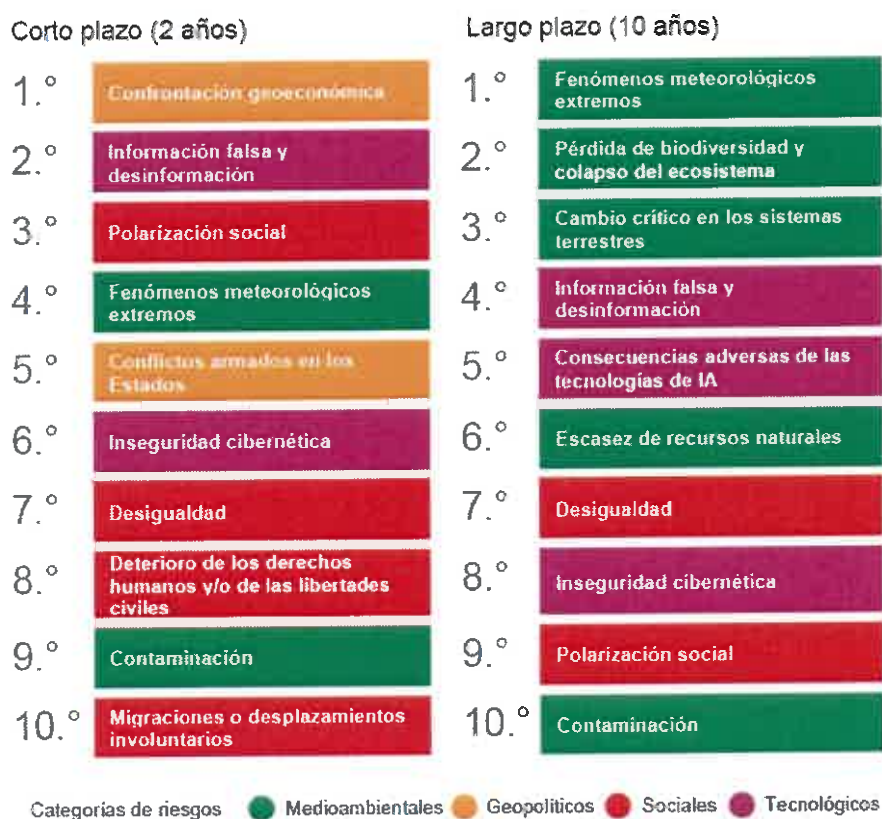 Corto plazo (2 años)
1.º
Confrontación geoeconómica
2.º
Información falsa y
desinformación
3.º
Polarización social
4.º
Fenómenos meteorológicos
extremos
5.º
Conflictos armados en los
Estados
6.º
Inseguridad cibernética
7.º
Desigualdad
8.º
Deterioro de los derechos
humanos y/o de las libertades
civiles
9.º
Contaminación
10.º
Migraciones o desplazamientos
involuntarios
Largo plazo (10 años)
1.º
Fenómenos meteorológicos
extremos
2.º
Pérdida de biodiversidad y
colapso del ecosistema
3.º
Cambio crítico en los sistemas
terrestres
4.º
Información falsa y
desinformación
5.º
Consecuencias adversas de las
tecnologías de IA
6.º
Escasez de recursos naturales
7.º
Desigualdad
8.º
Inseguridad cibernética
9.º
Polarización social
10.º
Contaminación
Categorías de riesgos Medioambientales Geopolíticos Sociales Tecnológicos